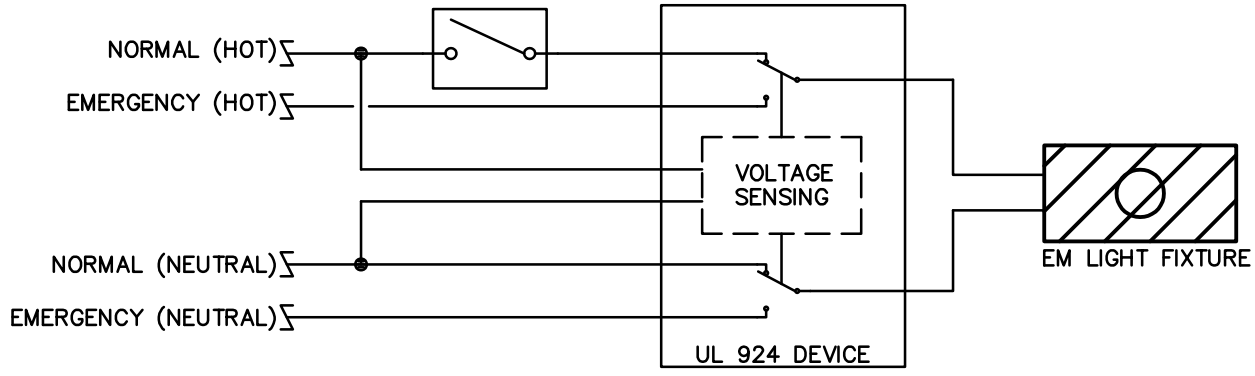 NORMAL (HOT)
EMERGENCY (HOT)
VOLTAGE
SENSING
NORMAL (NEUTRAL)
EM LIGHT FIXTURE
EMERGENCY (NEUTRAL)
UL 924 DEVICE